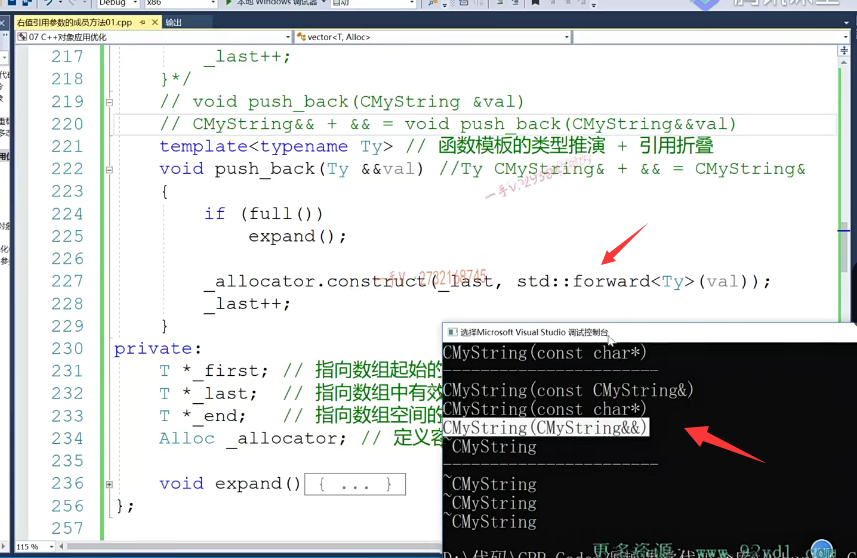 Debug
x86
本地 Windows 调试器
自动
右值引用参数的成员方法01.cpp
输出
07 C++对象应用优化
vector<T, Alloc>
217 _last++;
218 }*/
219 // void push_back(CMyString &val)
220 // CMyString&& + && = void push_back(CMyString&&val)
221 template<typename Ty> // 函数模板的类型推演 + 引用折叠
222 void push_back(Ty &&val) //Ty CMyString& + && = CMyString&
223 {
224 if (full())
225 expand();
226
227 _allocator.construct(_last, std::forward<Ty>(val));
228 _last++;
229 }
230 private:
231 T *_first; // 指向数组起始的
232 T *_last; // 指向数组中有效
233 T *_end; // 指向数组空间的
234 Alloc _allocator; // 定义容
235
236 void expand() { ... }
256 };
257
115 %
选择Microsoft Visual Studio 调试控制台
CMyString(const char*)
-----------------------
CMyString(const CMyString&)
CMyString(const char*)
CMyString(CMyString&&)
~CMyString
-----------------------
~CMyString
~CMyString
~CMyString